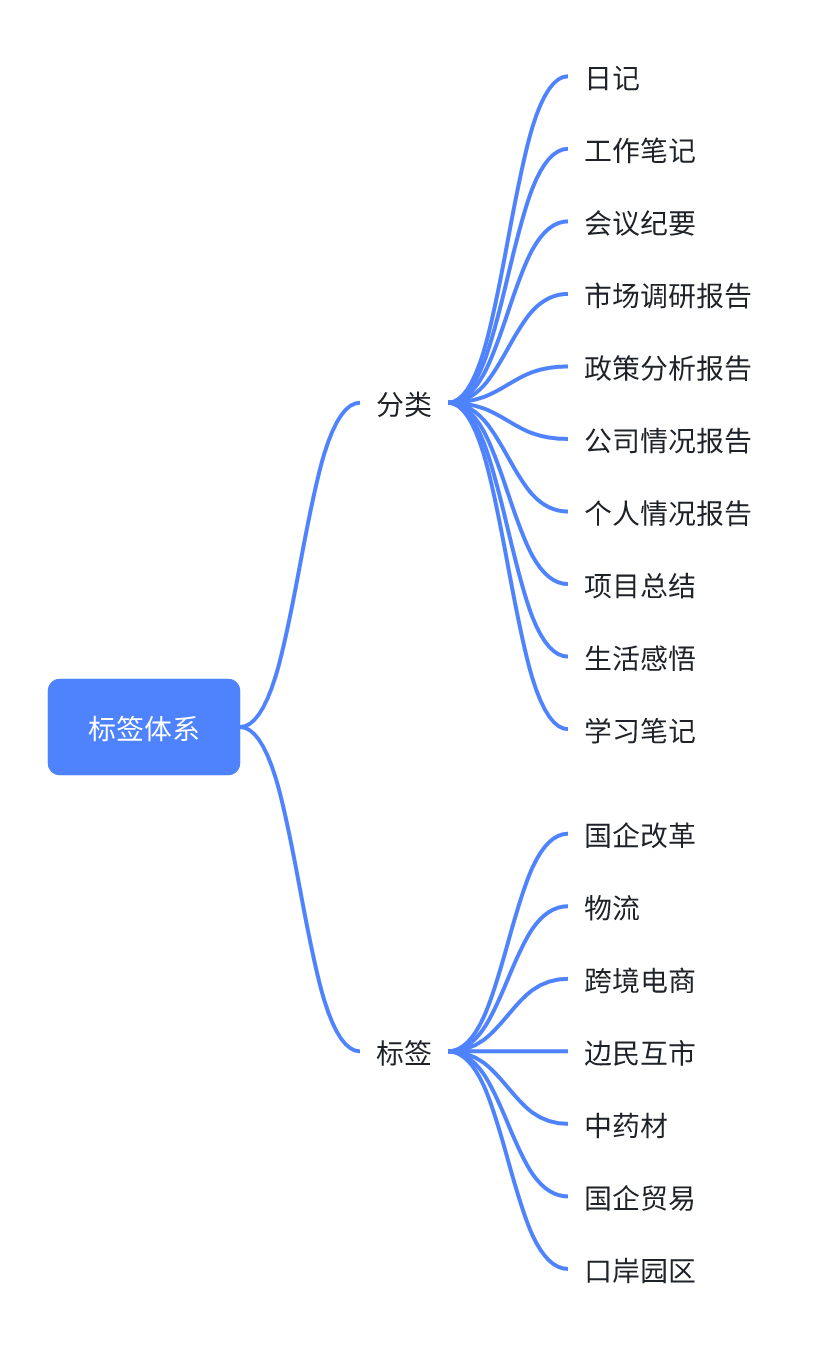 标签体系
分类
日记
工作笔记
会议纪要
市场调研报告
政策分析报告
公司情况报告
个人情况报告
项目总结
生活感悟
学习笔记
标签
国企改革
物流
跨境电商
边民互市
中药材
国企贸易
口岸园区